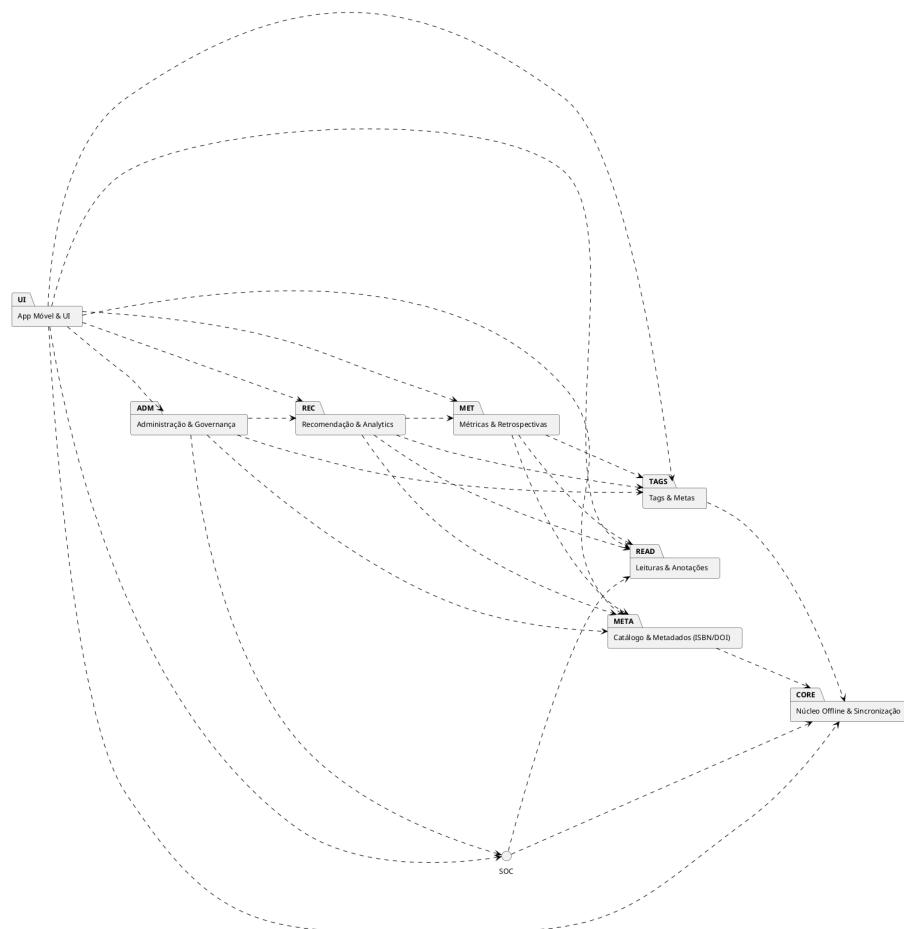 UI
App Móvel & UI
ADM
Administração & Governança
REC
Recomendação & Analytics
MET
Métricas & Retrospectivas
TAGS
Tags & Metas
READ
Leituras & Anotações
META
Catálogo & Metadados (ISBN/DOI)
CORE
Núcleo Offline & Sincronização
SOC